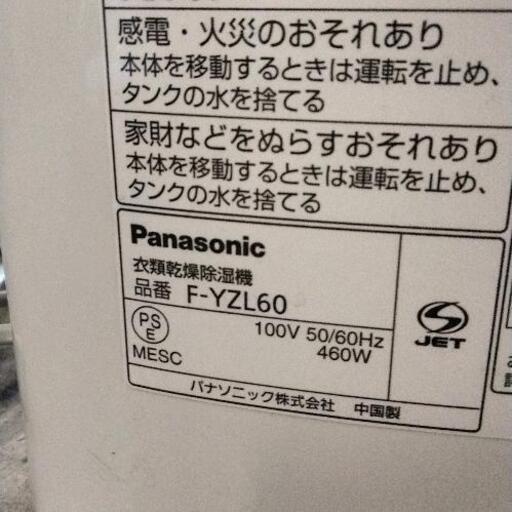 感電・火災のおそれあり
本体を移動するときは運転を止め、
タンクの水を捨てる
家財などをぬらすおそれあり
本体を移動するときは運転を止め、
タンクの水を捨てる
Panasonic
衣類乾燥除湿機
品番 F-YZL60
PS
E
100V 50/60Hz
MESC
460W
JET
パナソニック株式会社 中国製